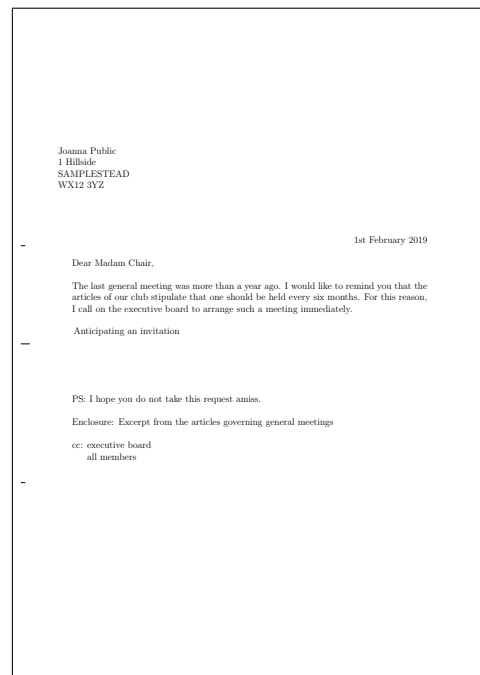 Joanna Public
1 Hillside
SAMPLESTEAD
WX12 3YZ
1st February 2019
Dear Madam Chair,
The last general meeting was more than a year ago. I would like to remind you that the
articles of our club stipulate that one should be held every six months. For this reason,
I call on the executive board to arrange such a meeting immediately.
Anticipating an invitation
PS: I hope you do not take this request amiss.
Enclosure: Excerpt from the articles governing general meetings
cc: executive board
all members